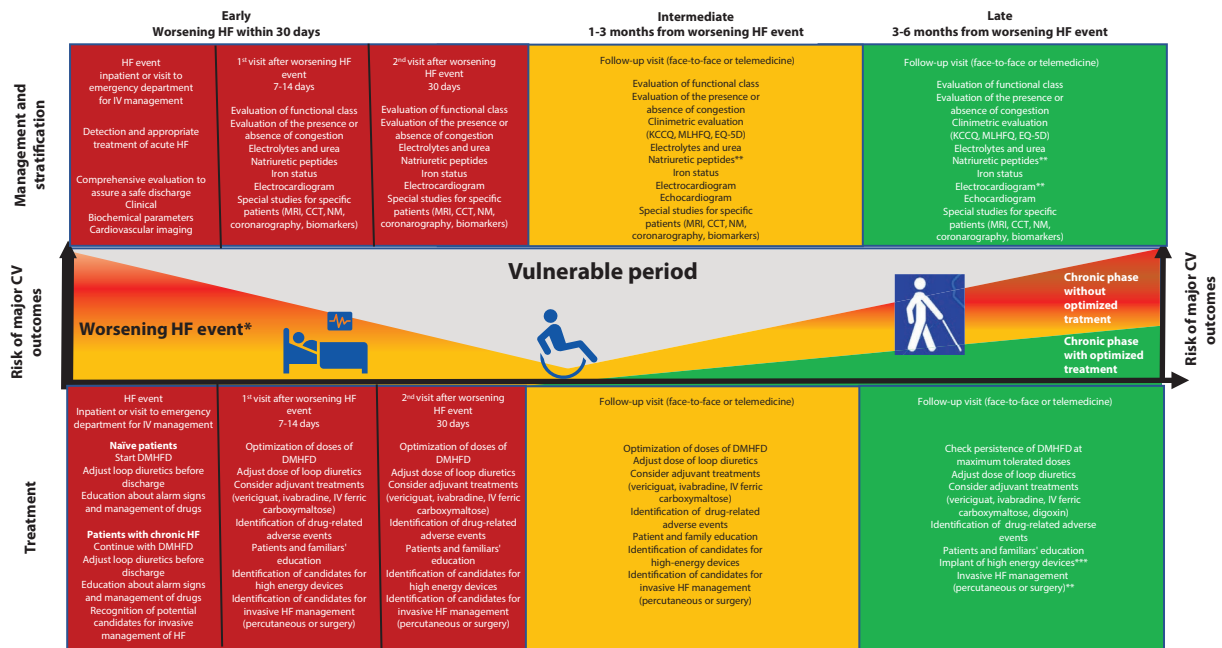 Early
Worsening HF within 30 days
Intermediate
1-3 months from worsening HF event
Late
3-6 months from worsening HF event
Management and
stratification
HF event
inpatient or visit to
emergency department
for IV management
Detection and appropriate
treatment of acute HF
Comprehensive evaluation to
assure a safe discharge
Clinical
Biochemical parameters
Cardiovascular imaging
1st visit after worsening HF
event
7-14 days
Evaluation of functional class
Evaluation of the presence or
absence of congestion
Electrolytes and urea
Natriuretic peptides
Iron status
Electrocardiogram
Special studies for specific
patients (MRI, CCT, NM,
coronarography, biomarkers)
2nd visit after worsening
HF event
30 days
Evaluation of functional class
Evaluation of the presence or
absence of congestion
Electrolytes and urea
Natriuretic peptides
Iron status
Electrocardiogram
Special studies for specific
patients (MRI, CCT, NM,
coronarography, biomarkers)
Follow-up visit (face-to-face or telemedicine)
Evaluation of functional class
Evaluation of the presence or
absence of congestion
Clinimetric evaluation
(KCCQ, MLHFQ, EQ-5D)
Electrolytes and urea
Natriuretic peptides**
Iron status
Electrocardiogram
Echocardiogram
Special studies for specific
patients (MRI, CCT, NM,
coronarography, biomarkers)
Follow-up visit (face-to-face or telemedicine)
Evaluation of functional class
Evaluation of the presence or
absence of congestion
Clinimetric evaluation
(KCCQ, MLHFQ, EQ-5D)
Electrolytes and urea
Natriuretic peptides**
Iron status
Electrocardiogram**
Echocardiogram
Special studies for specific
patients (MRI, CCT, NM,
coronarography, biomarkers)
Risk of major CV
outcomes
Vulnerable period
Worsening HF event*
Chronic phase
without
optimized
tratment
Chronic phase
with optimized
treatment
Risk of major CV
outcomes
Treatment
HF event
Inpatient or visit to emergency
department for IV management
Naïve patients
Start DMHFD
Adjust loop diuretics before
discharge
Education about alarm signs
and management of drugs
Patients with chronic HF
Continue with DMHFD
Adjust loop diuretics before
discharge
Education about alarm signs
and management of drugs
Recognition of potential
candidates for invasive
management of HF
1st visit after worsening HF
event
7-14 days
Optimization of doses of
DMHFD
Adjust dose of loop diuretics
Consider adjuvant treatments
(vericiguat, ivabradine, IV ferric
carboxymaltose)
Identification of drug-related
adverse events
Patients and familiars'
education
Identification of candidates for
high energy devices
Identification of candidates for
invasive HF management
(percutaneous or surgery)
2nd visit after worsening
HF event
30 days
Optimization of doses of
DMHFD
Adjust dose of loop diuretics
Consider adjuvant treatments
(vericiguat, ivabradine, IV ferric
carboxymaltose)
Identification of drug-related
adverse events
Patients and familiars'
education
Identification of candidates for
high energy devices
Identification of candidates for
invasive HF management
(percutaneous or surgery)
Follow-up visit (face-to-face or telemedicine)
Optimization of doses of DMHFD
Adjust dose of loop diuretics
Consider adjuvant treatments
(vericiguat, ivabradine, IV ferric
carboxymaltose)
Identification of drug-related
adverse events
Patient and family education
Identification of candidates for
high-energy devices
Identification of candidates for
invasive HF management
(percutaneous or surgery)
Follow-up visit (face-to-face or telemedicine)
Check persistence of DMHFD at
maximum tolerated doses
Adjust dose of loop diuretics
Consider adjuvant treatments
(vericiguat, ivabradine, IV ferric
carboxymaltose, digoxin)
Identification of drug-related adverse
events
Patients and familiars' education
Implant of high energy devices***
Invasive HF management
(percutaneous or surgery)**